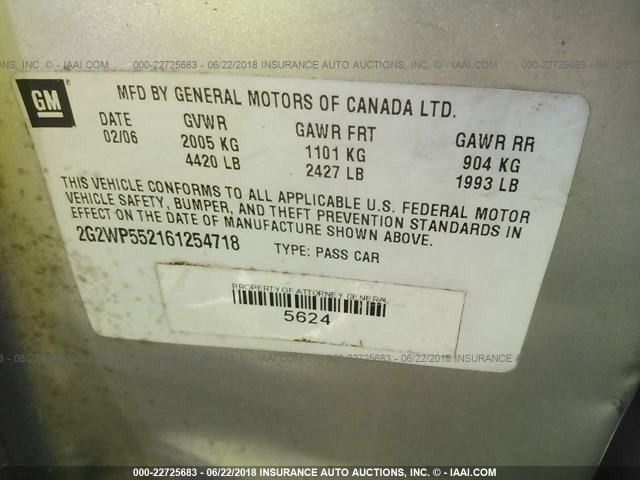 000-22725683 - 06/22/2018 INSURANCE AUTO AUCTIONS, INC. © - IAAI.COM
GM
MFD BY GENERAL MOTORS OF CANADA LTD.
DATE GVWR GAWR FRT GAWR RR
02/06 2005 KG 1101 KG 904 KG
4420 LB 2427 LB 1993 LB
THIS VEHICLE CONFORMS TO ALL APPLICABLE U.S. FEDERAL MOTOR
VEHICLE SAFETY, BUMPER, AND THEFT PREVENTION STANDARDS IN
EFFECT ON THE DATE OF MANUFACTURE SHOWN ABOVE.
2G2WP552161254718 TYPE: PASS CAR
PROPERTY OF ATTORNEY GENERAL
5624
000-22725683 - 06/22/2018 INSURANCE AUTO AUCTIONS, INC. © - IAAI.COM